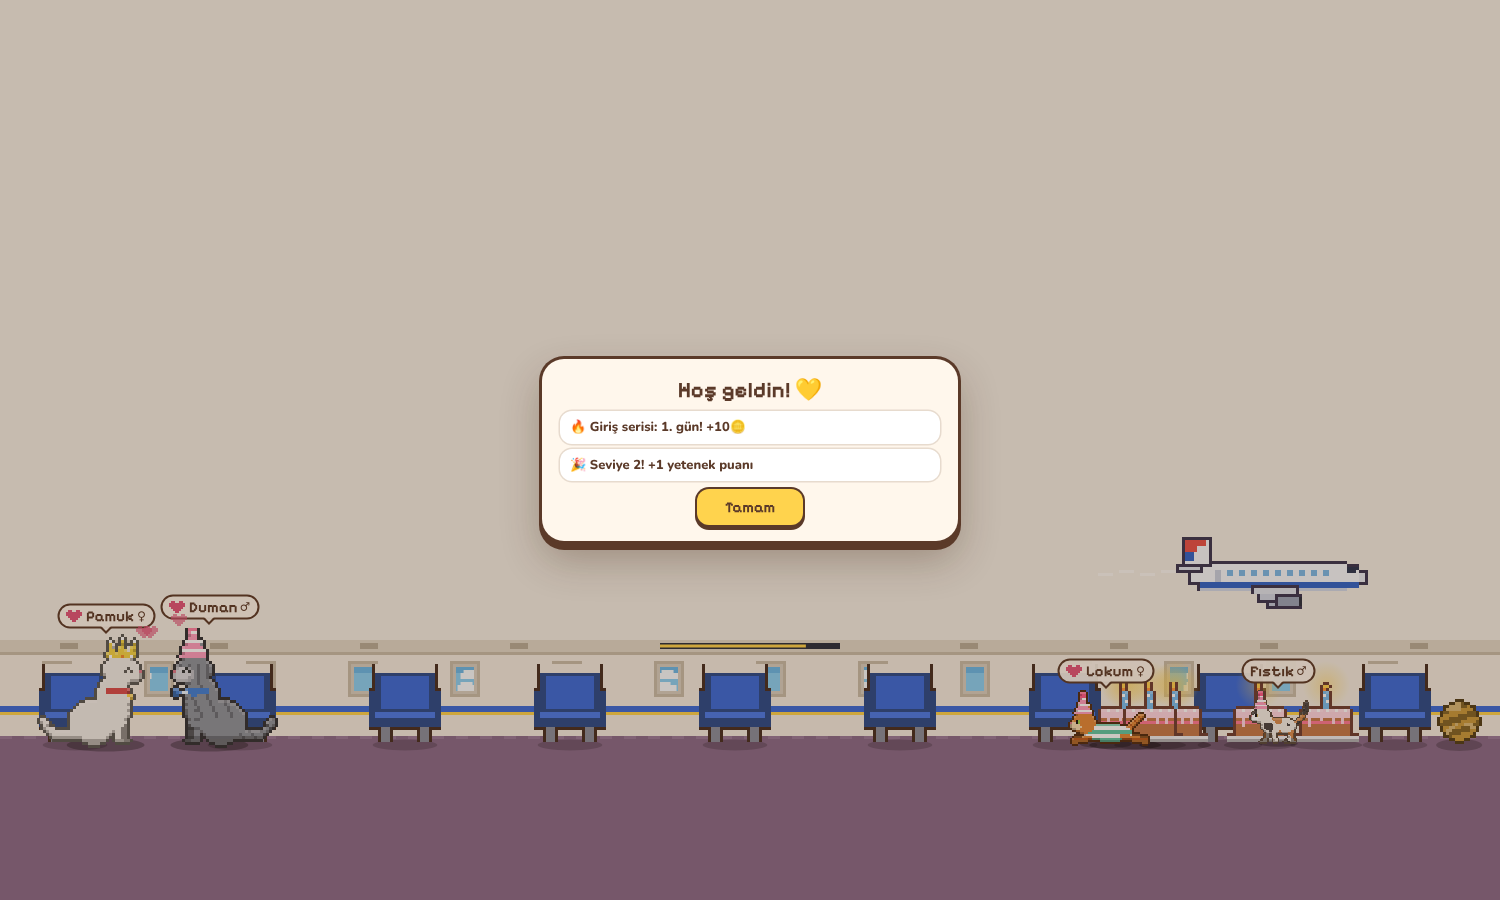 Hoş geldin! 💛
🔥 Giriş serisi: 1. gün! +10🪙
🎉 Seviye 2! +1 yetenek puanı
Tamam
Pamuk ♀
Duman ♂
Lokum ♀
Fıstık ♂